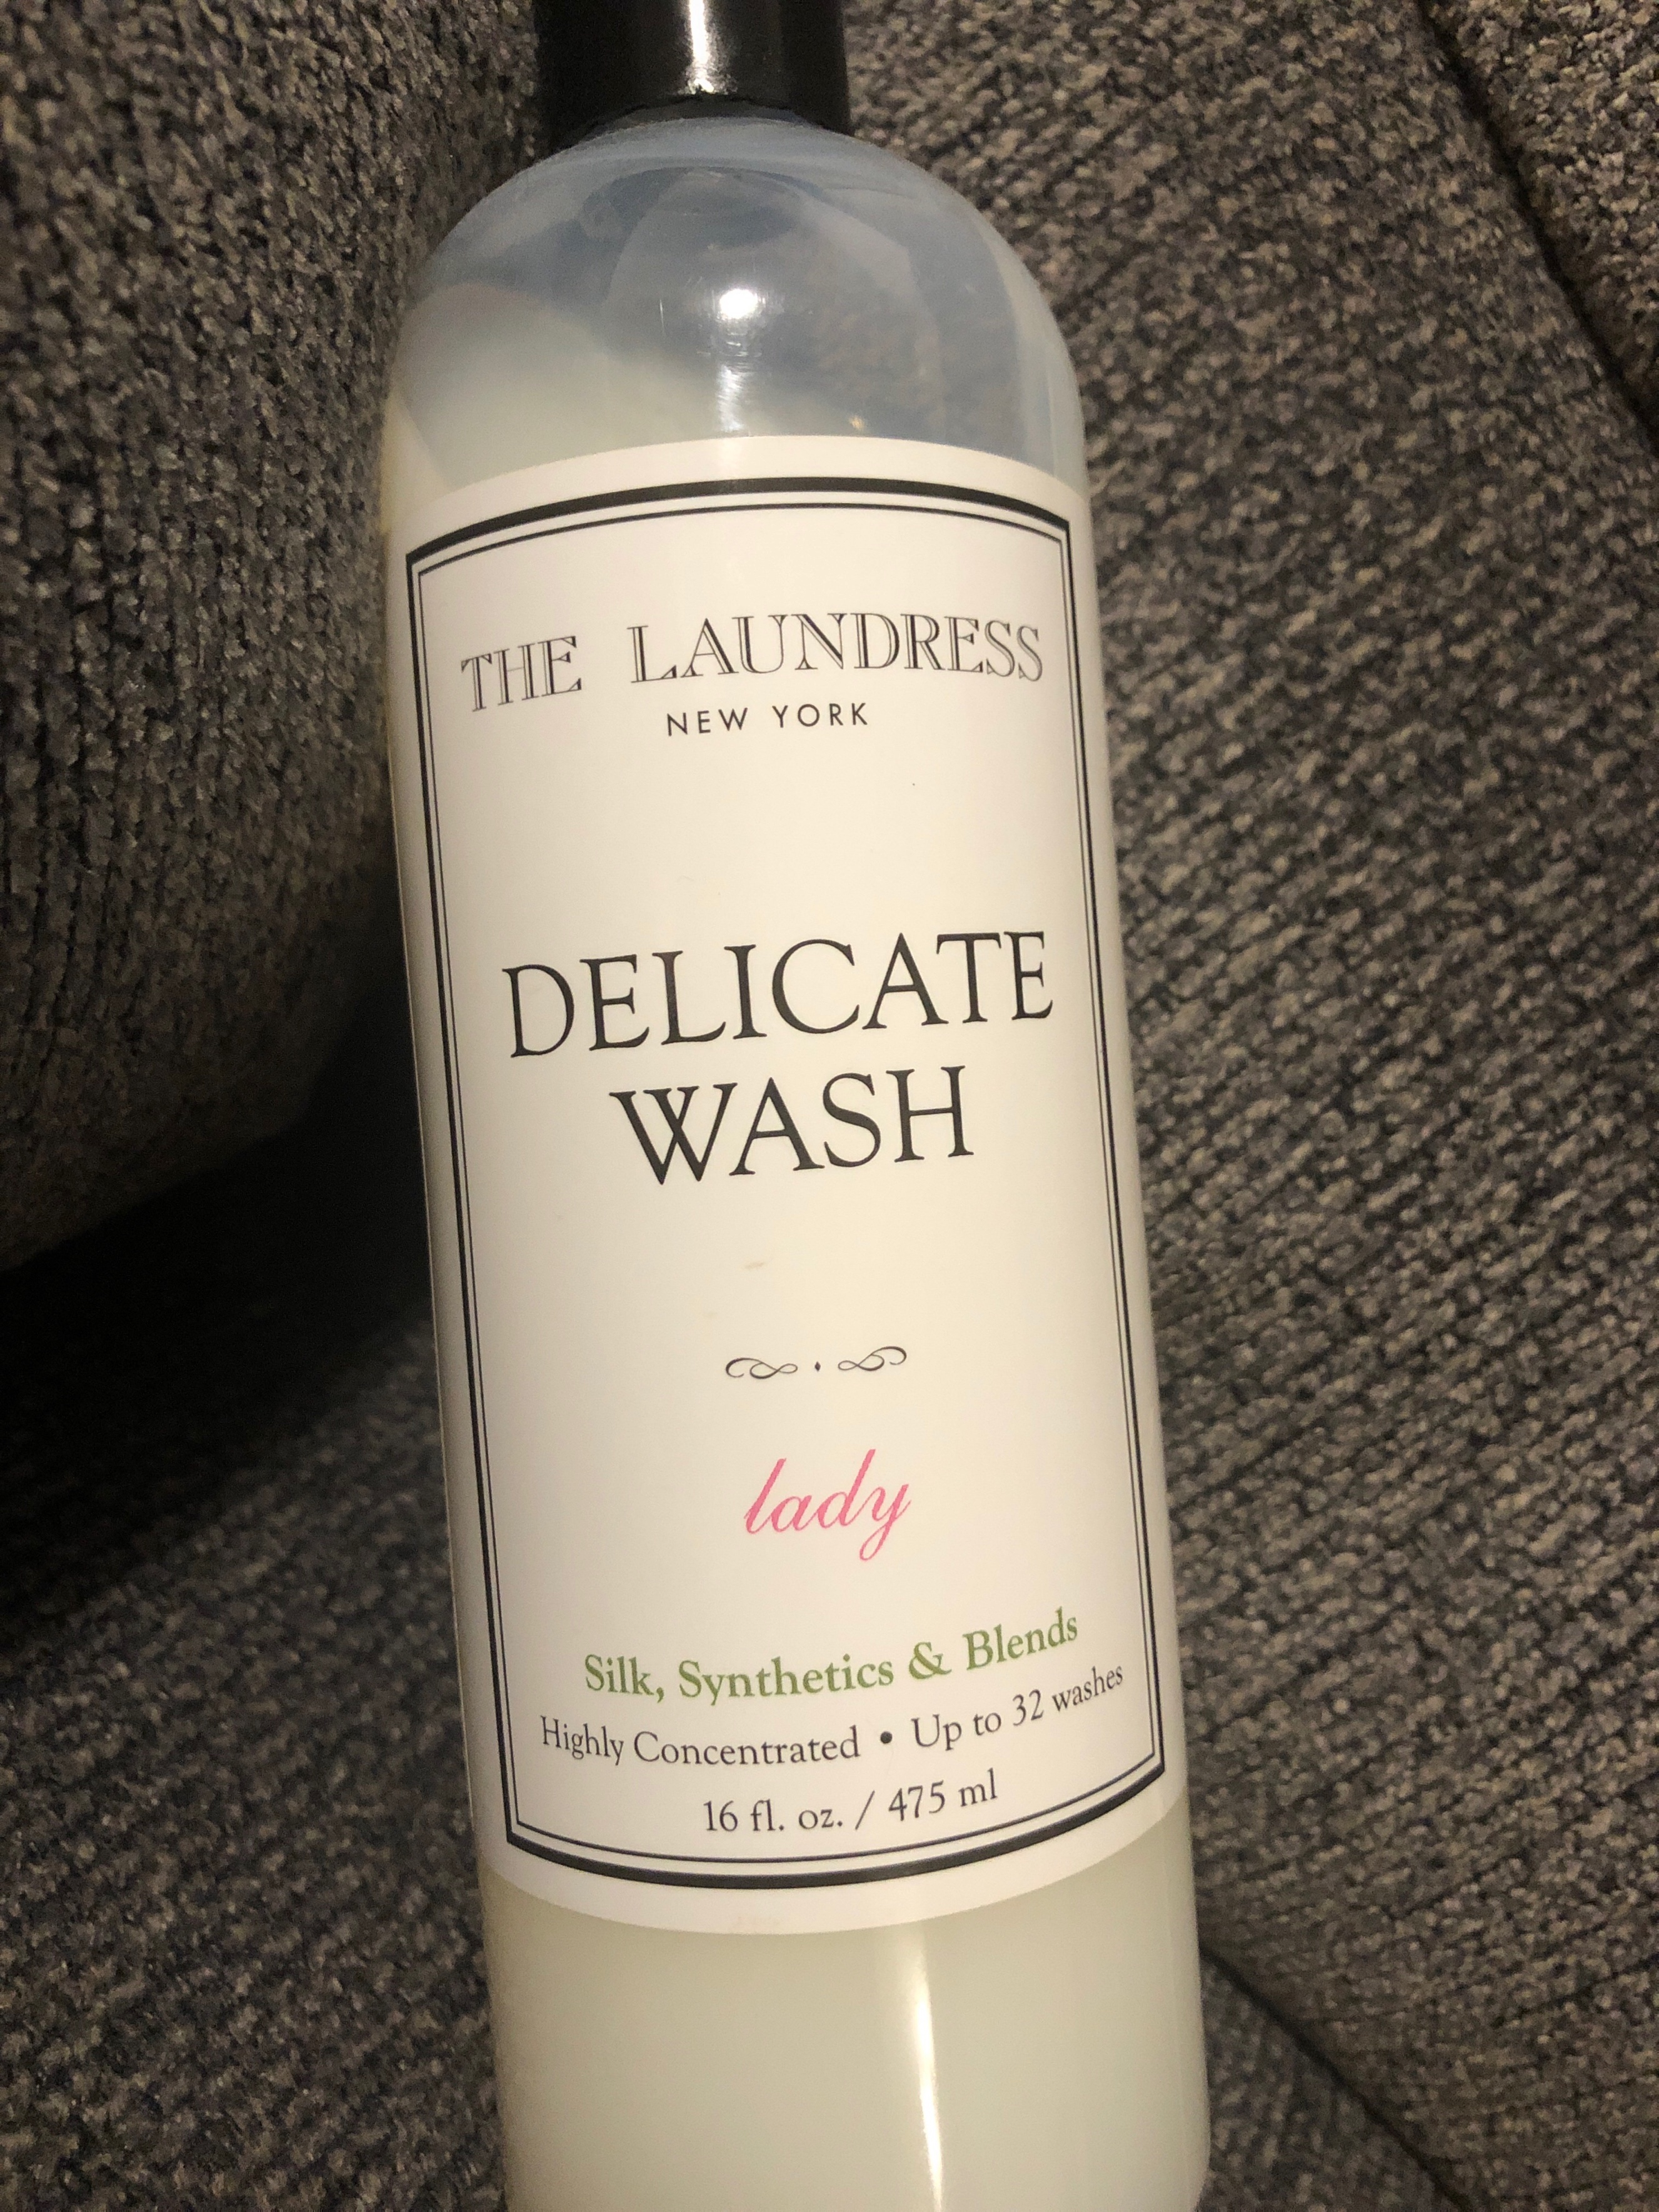 THE LAUNDRESS
NEW YORK
DELICATE
WASH
lady
Silk, Synthetics & Blends
Highly Concentrated • Up to 32 washes
16 fl. oz. / 475 ml